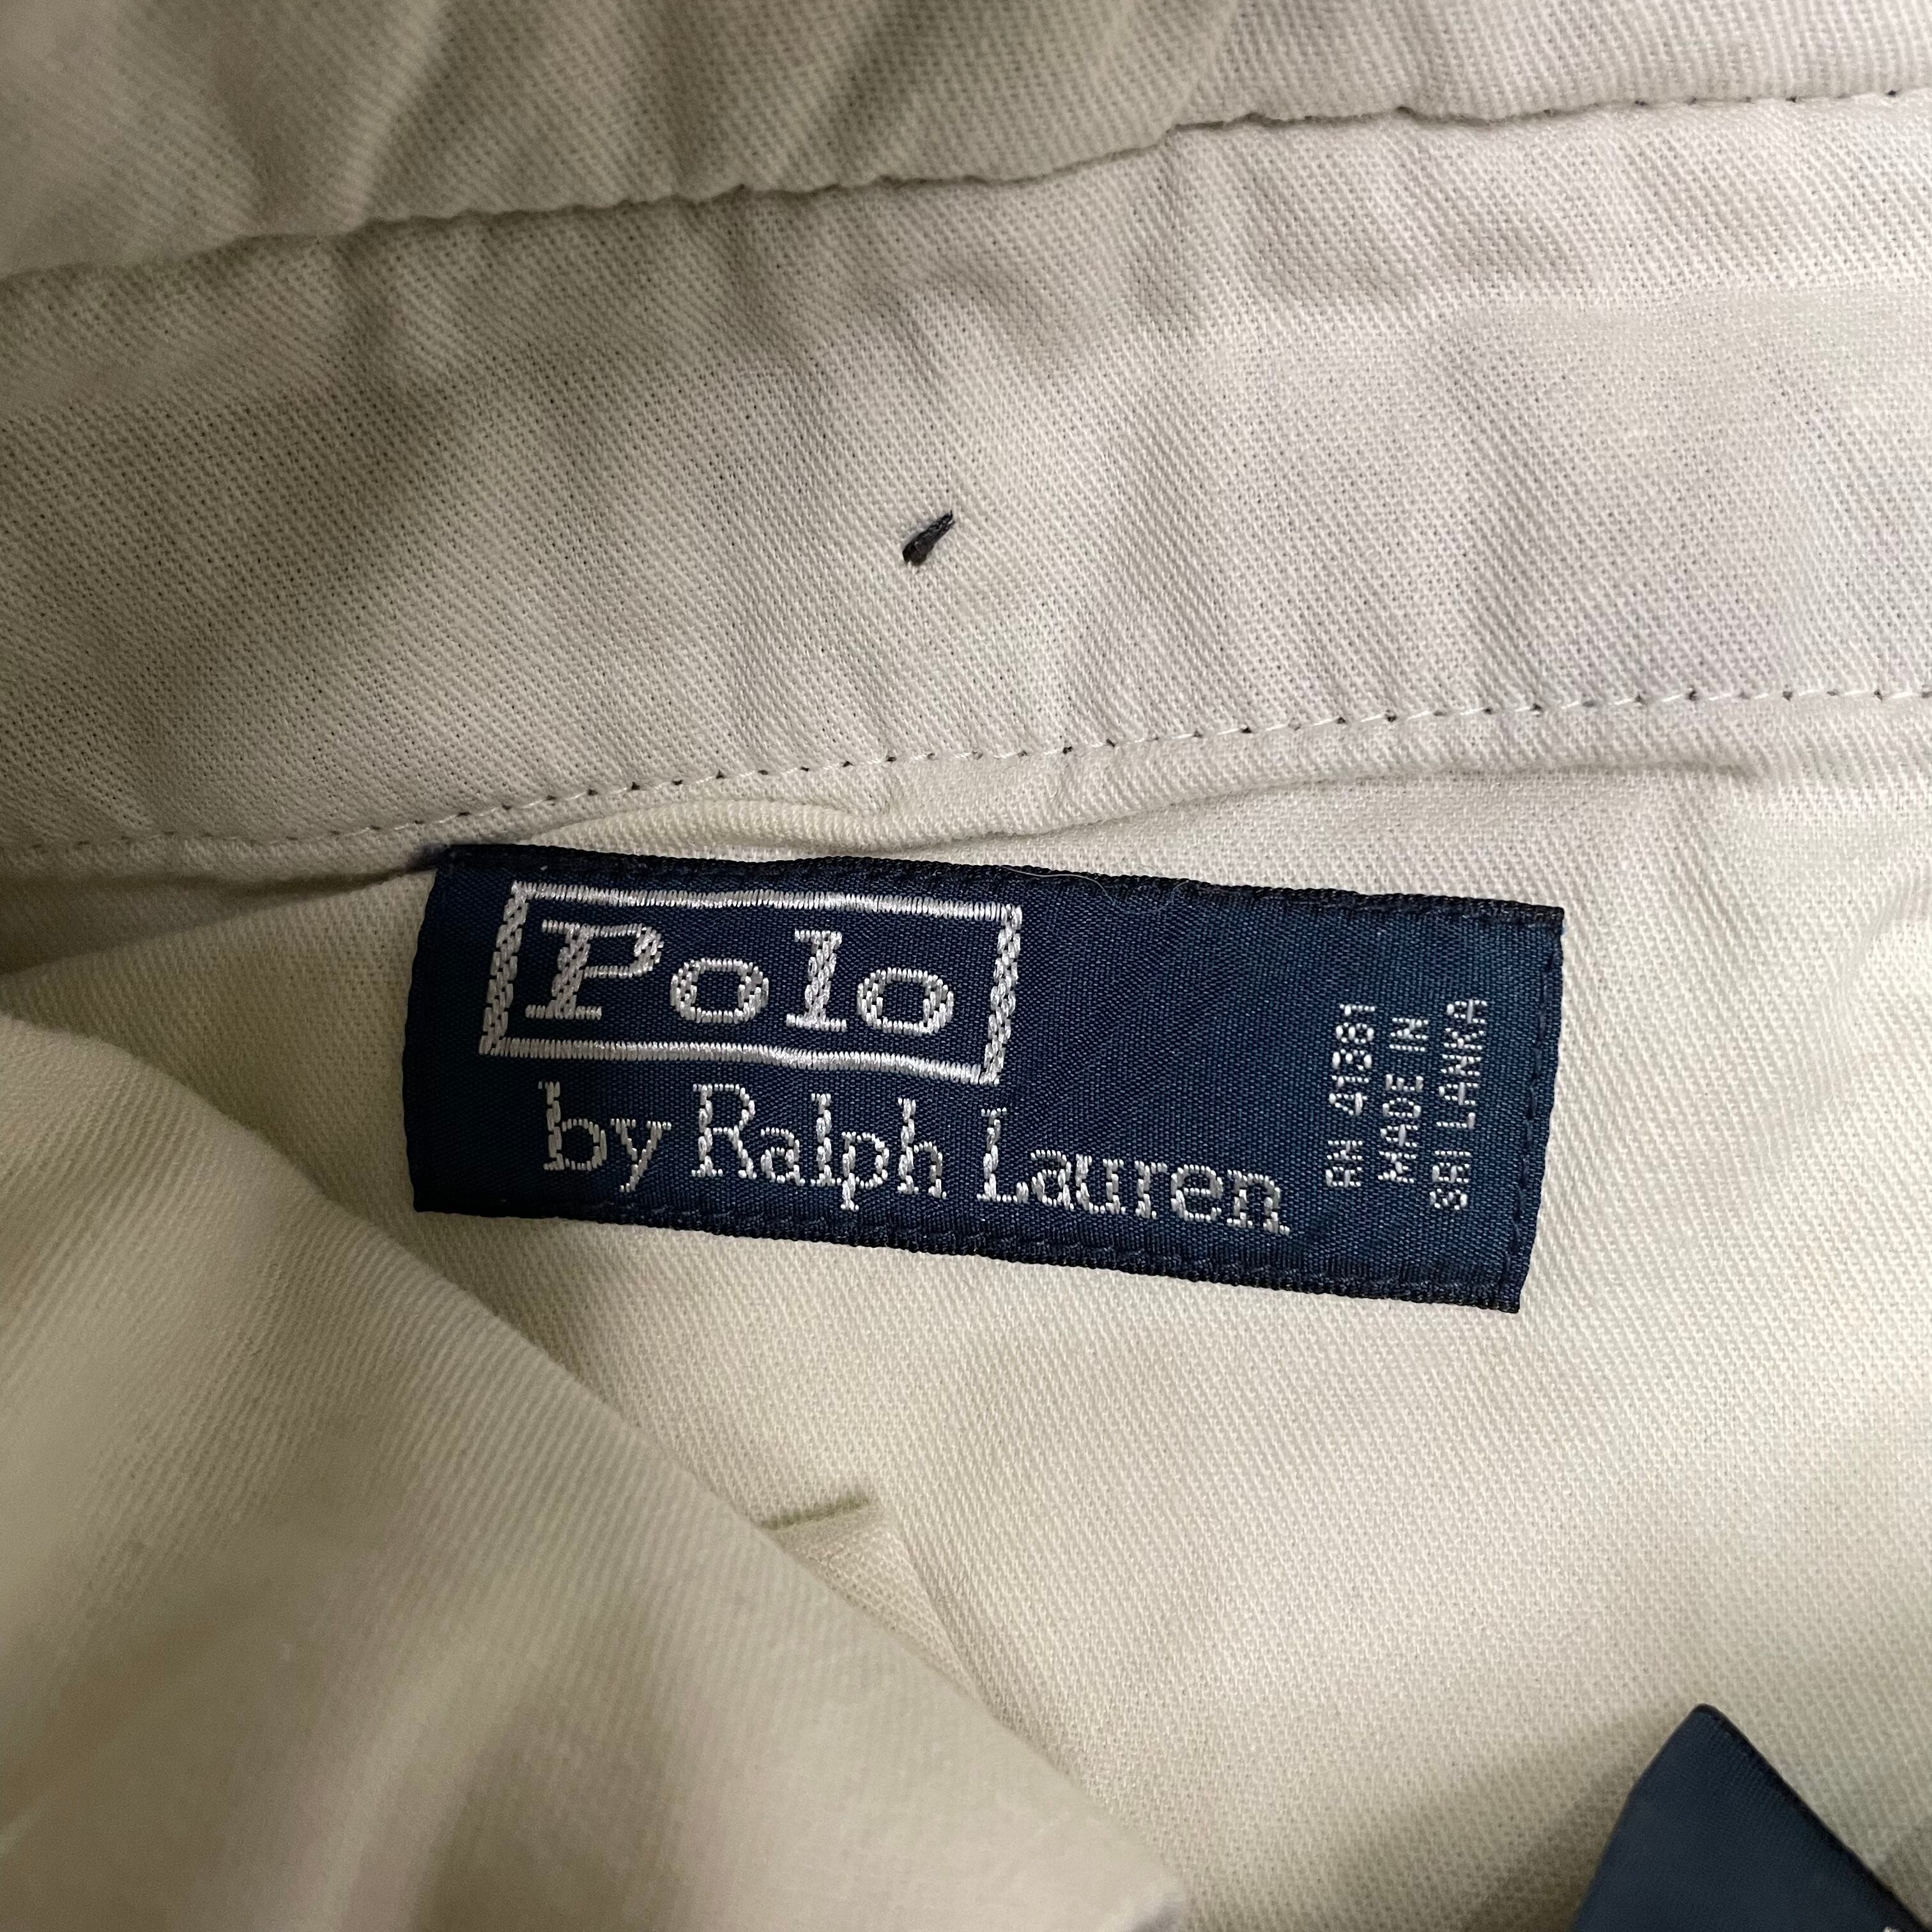 Polo
by Ralph Lauren
RN 41381
MADE IN
SRI LANKA